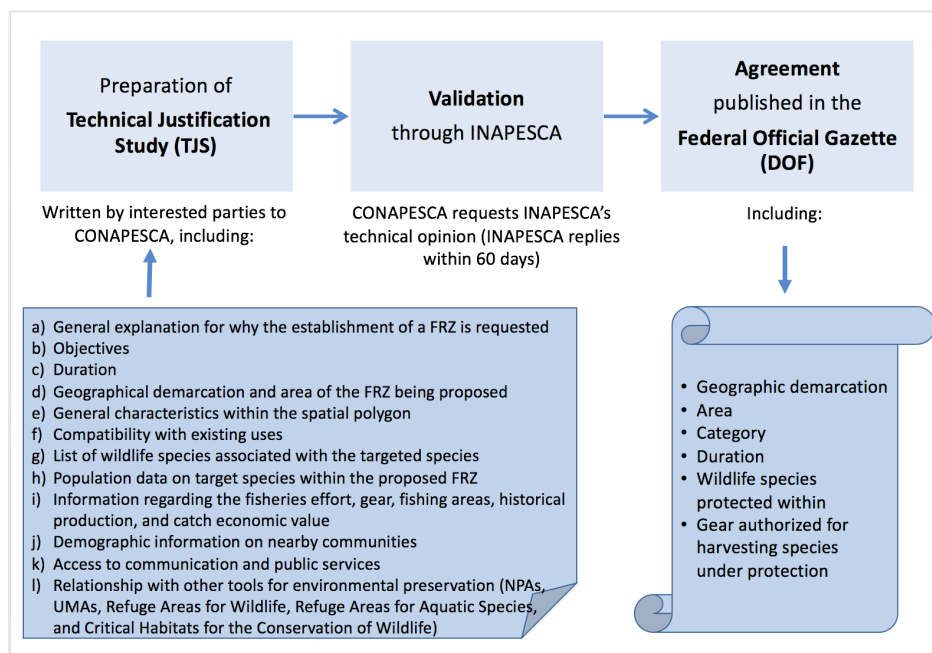 Preparation of
Technical Justification
Study (TJS)
Validation
through INAPESCA
Agreement
published in the
Federal Official Gazette
(DOF)
Written by interested parties to
CONAPESCA, including:
CONAPESCA requests INAPESCA's
technical opinion (INAPESCA replies
within 60 days)
Including:
a) General explanation for why the establishment of a FRZ is requested
b) Objectives
c) Duration
d) Geographical demarcation and area of the FRZ being proposed
e) General characteristics within the spatial polygon
f) Compatibility with existing uses
g) List of wildlife species associated with the targeted species
h) Population data on target species within the proposed FRZ
i) Information regarding the fisheries effort, gear, fishing areas, historical
production, and catch economic value
j) Demographic information on nearby communities
k) Access to communication and public services
l) Relationship with other tools for environmental preservation (NPAs,
UMAs, Refuge Areas for Wildlife, Refuge Areas for Aquatic Species,
and Critical Habitats for the Conservation of Wildlife)
• Geographic demarcation
• Area
• Category
• Duration
• Wildlife species
protected within
• Gear authorized for
harvesting species
under protection